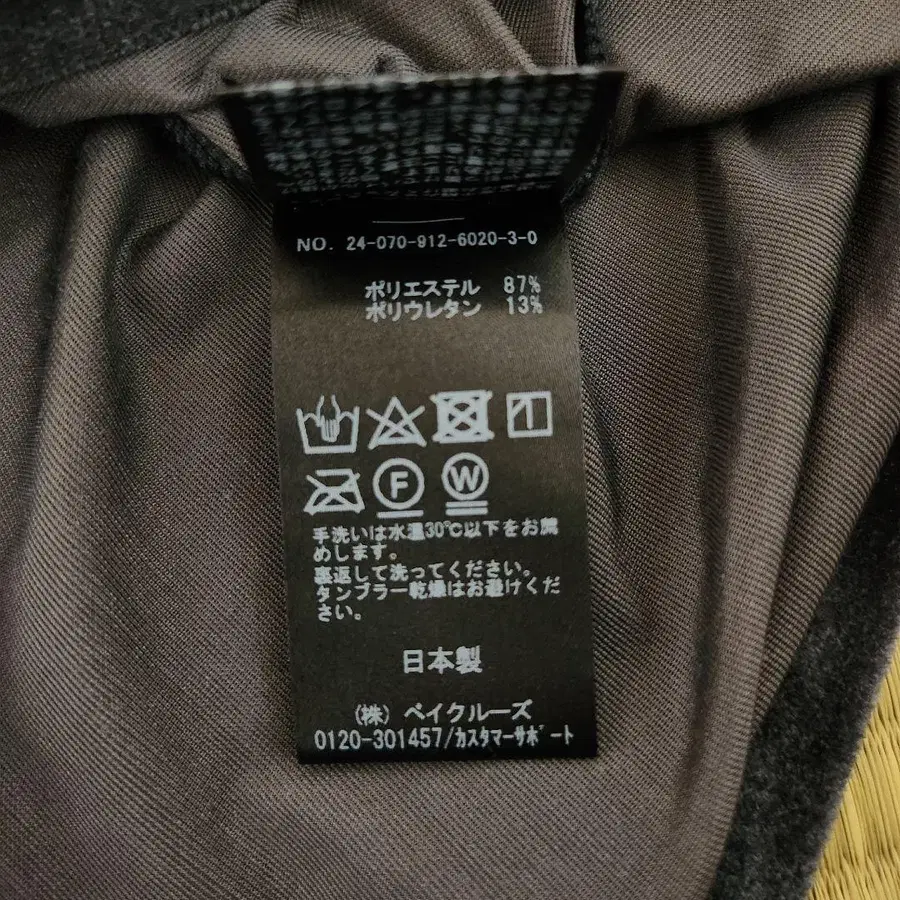 NO. 24-070-912-6020-3-0
ポリエステル 87%
ポリウレタン 13%
F W
手洗いは水温30℃以下をお薦
めします。
裏返して洗ってください。
タンブラー乾燥はお避けくだ
さい。
日本製
(株) ベイクルーズ
0120-301457/カスタマーサポート